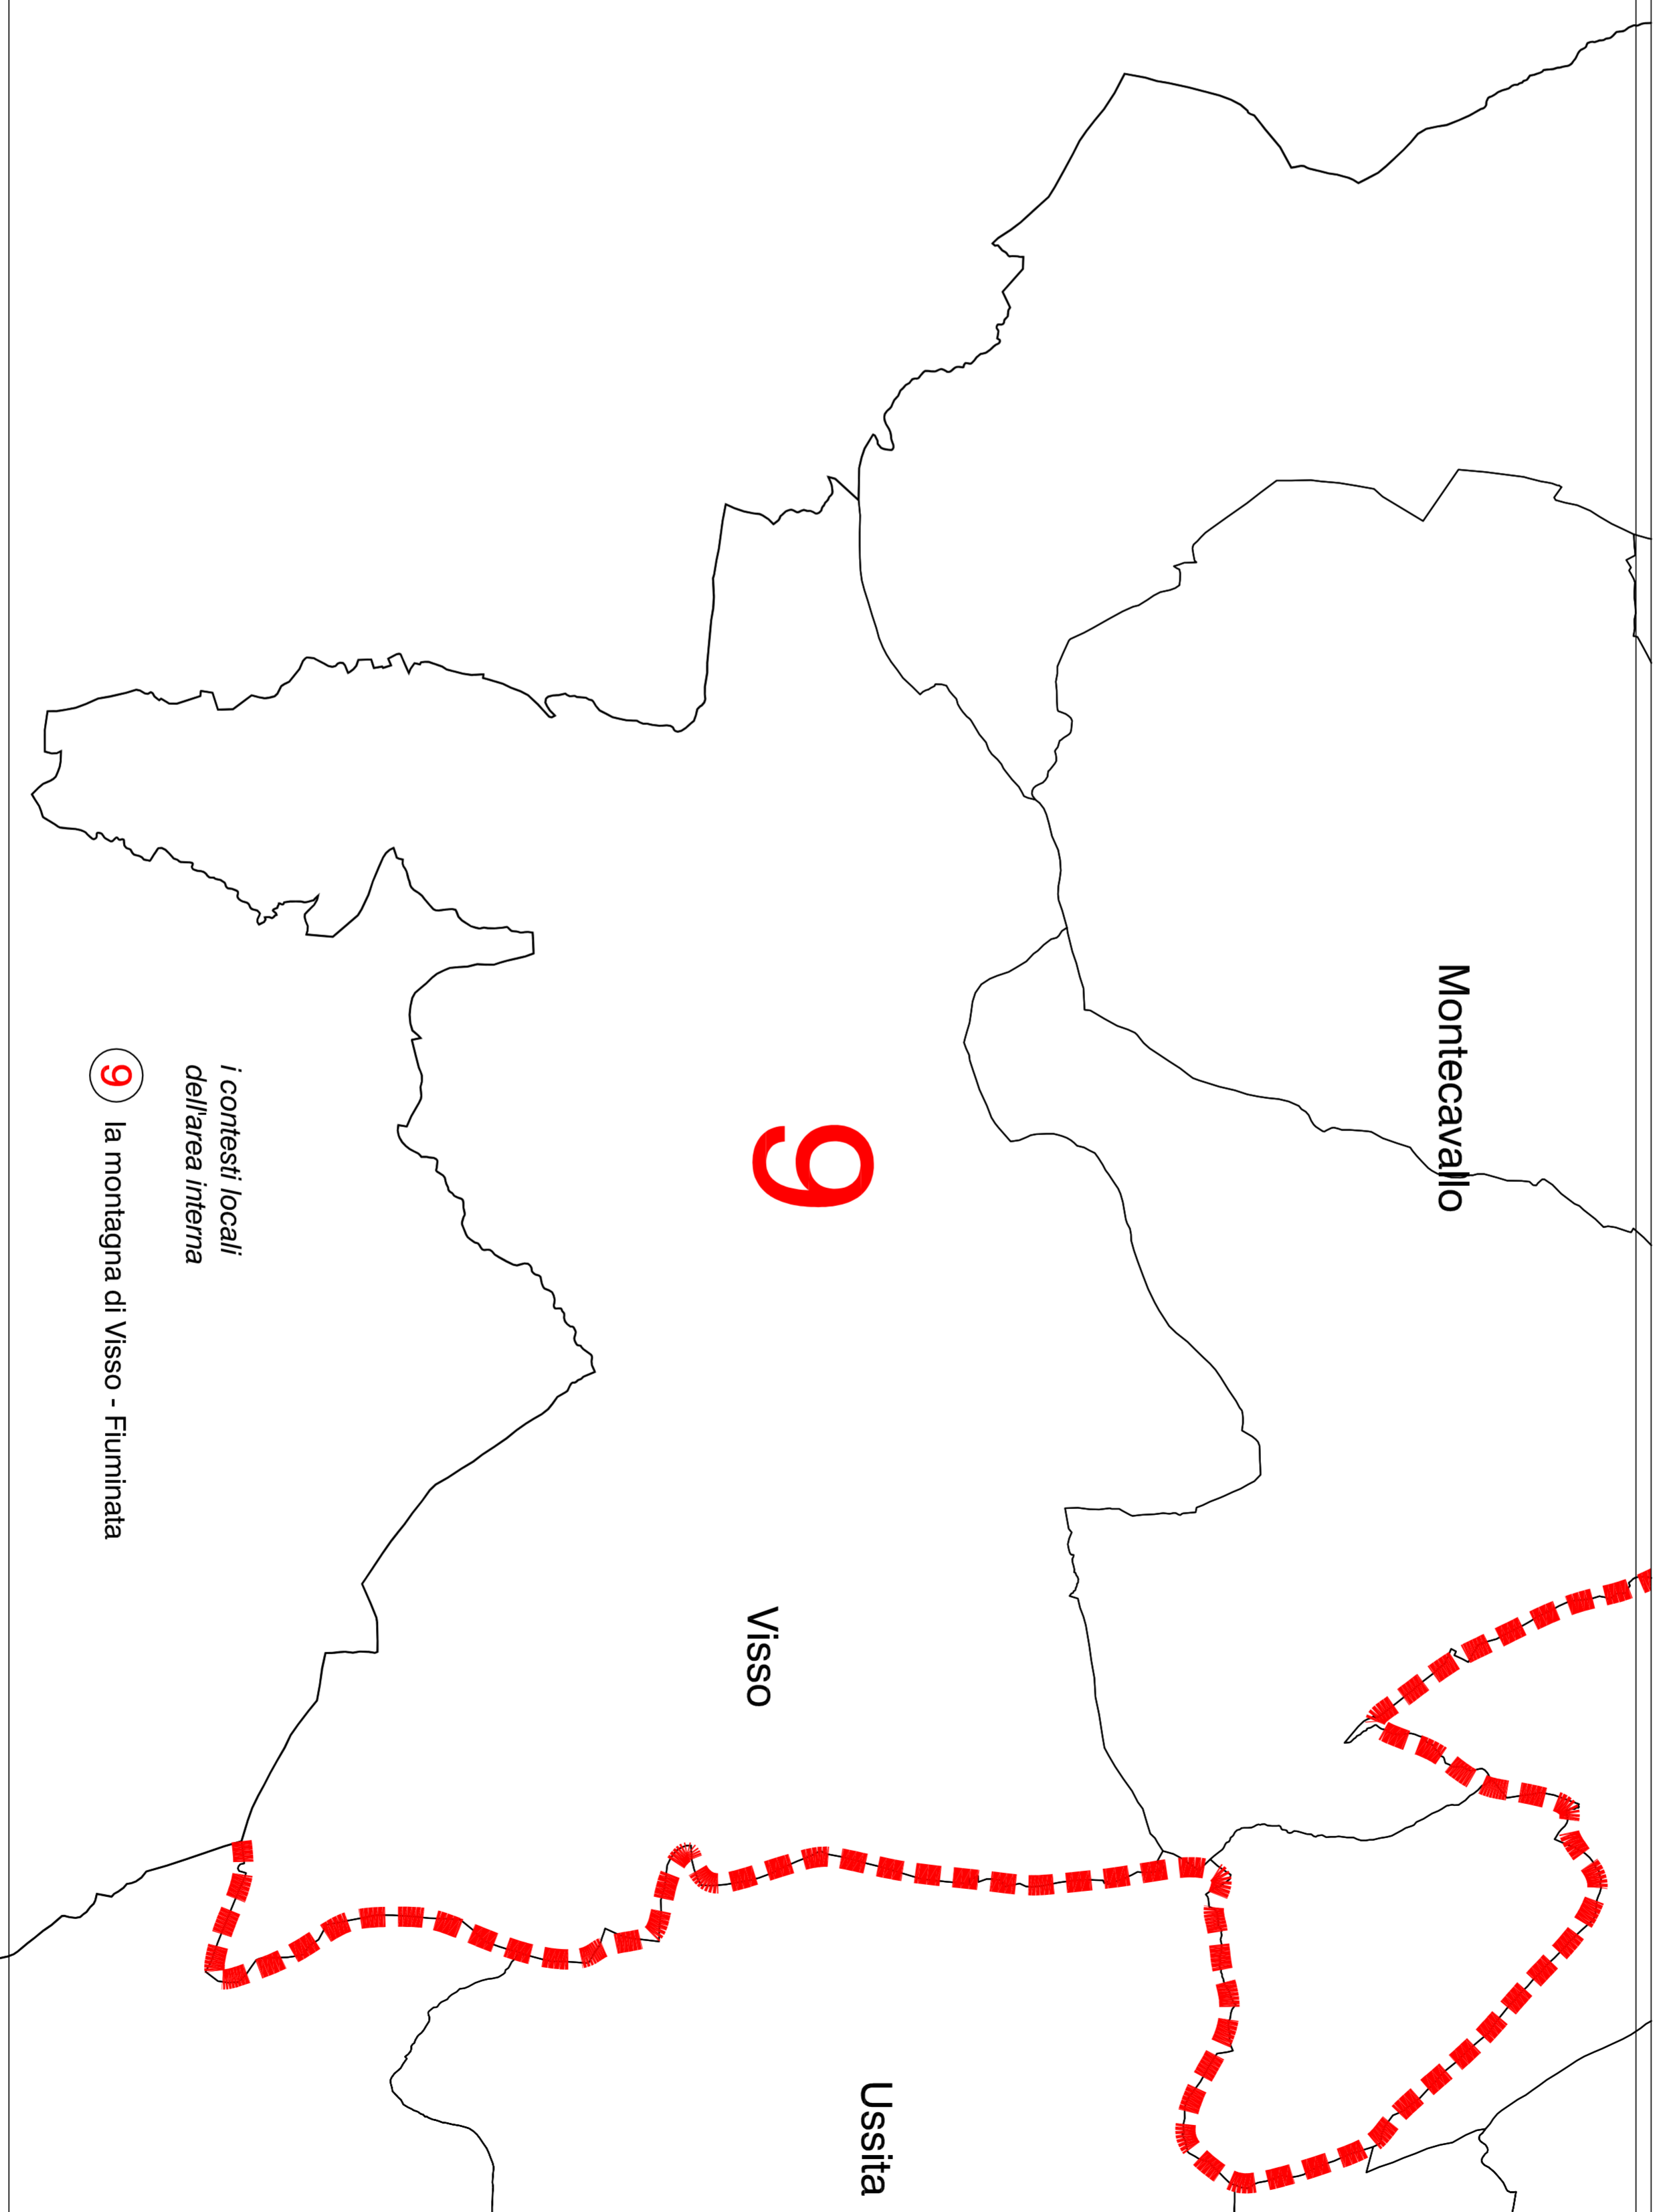 Montecavallo
9
Visso
Ussita
i contesti locali
dell'area interna
9 la montagna di Visso - Fiuminata